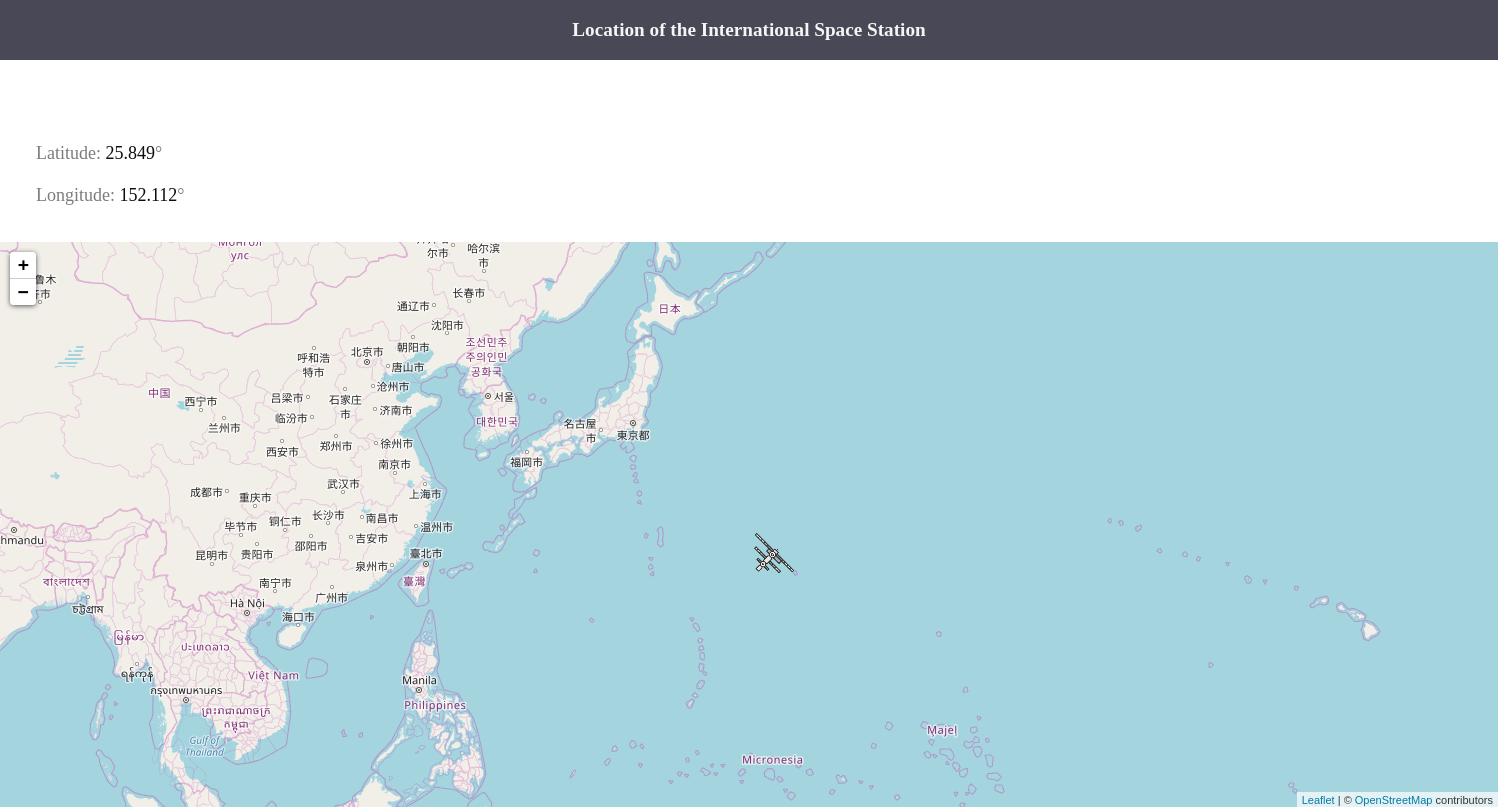 Location of the International Space Station
Latitude: 25.849°
Longitude: 152.112°
+
−
улс
尔市
哈尔滨
市
鲁木
通辽市
长春市
沈阳市
日本
呼和浩
特市
北京市
朝阳市
조선민주
주의인민
공화국
唐山市
沧州市
中国
西宁市
吕梁市
石家庄
市
济南市
서울
临汾市
兰州市
대한민국
名古屋
市
東京都
西安市
郑州市
徐州市
南京市
福岡市
成都市
重庆市
武汉市
上海市
毕节市
铜仁市
长沙市
南昌市
温州市
hmandu
昆明市
贵阳市
邵阳市
吉安市
臺北市
泉州市
বাংলাদেশ
南宁市
臺灣
চট্টগ্রাম
Hà Nội
广州市
海口市
မြန်မာ
ປະເທດລາວ
ရန်ကုန်
Việt Nam
กรุงเทพมหานคร
Manila
Philippines
ព្រះរាជាណាចក្រ
កម្ពុជា
Gulf of
Thailand
Majel
Micronesia
Leaflet | © OpenStreetMap contributors